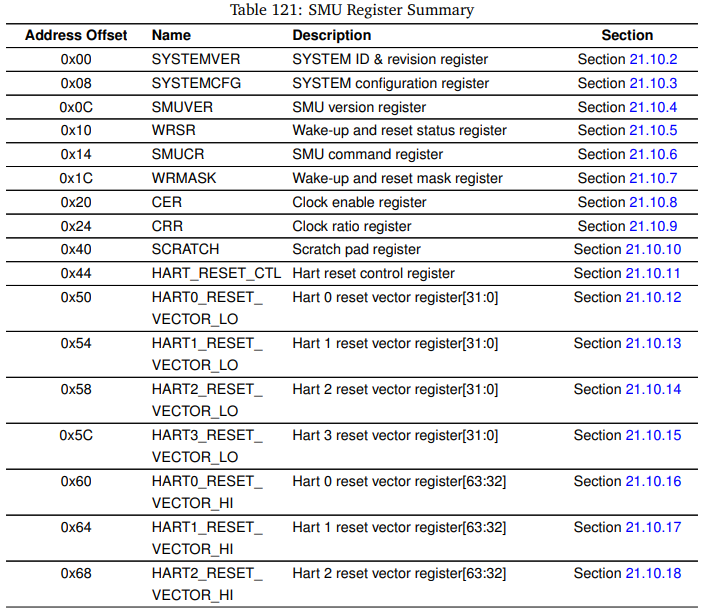 Table 121: SMU Register Summary
Address Offset Name Description Section
0x00 SYSTEMVER SYSTEM ID & revision register Section 21.10.2
0x08 SYSTEMCFG SYSTEM configuration register Section 21.10.3
0x0C SMUVER SMU version register Section 21.10.4
0x10 WRSR Wake-up and reset status register Section 21.10.5
0x14 SMUCR SMU command register Section 21.10.6
0x1C WRMASK Wake-up and reset mask register Section 21.10.7
0x20 CER Clock enable register Section 21.10.8
0x24 CRR Clock ratio register Section 21.10.9
0x40 SCRATCH Scratch pad register Section 21.10.10
0x44 HART_RESET_CTL Hart reset control register Section 21.10.11
0x50 HART0_RESET_ Hart 0 reset vector register[31:0] Section 21.10.12
VECTOR_LO
0x54 HART1_RESET_ Hart 1 reset vector register[31:0] Section 21.10.13
VECTOR_LO
0x58 HART2_RESET_ Hart 2 reset vector register[31:0] Section 21.10.14
VECTOR_LO
0x5C HART3_RESET_ Hart 3 reset vector register[31:0] Section 21.10.15
VECTOR_LO
0x60 HART0_RESET_ Hart 0 reset vector register[63:32] Section 21.10.16
VECTOR_HI
0x64 HART1_RESET_ Hart 1 reset vector register[63:32] Section 21.10.17
VECTOR_HI
0x68 HART2_RESET_ Hart 2 reset vector register[63:32] Section 21.10.18
VECTOR_HI